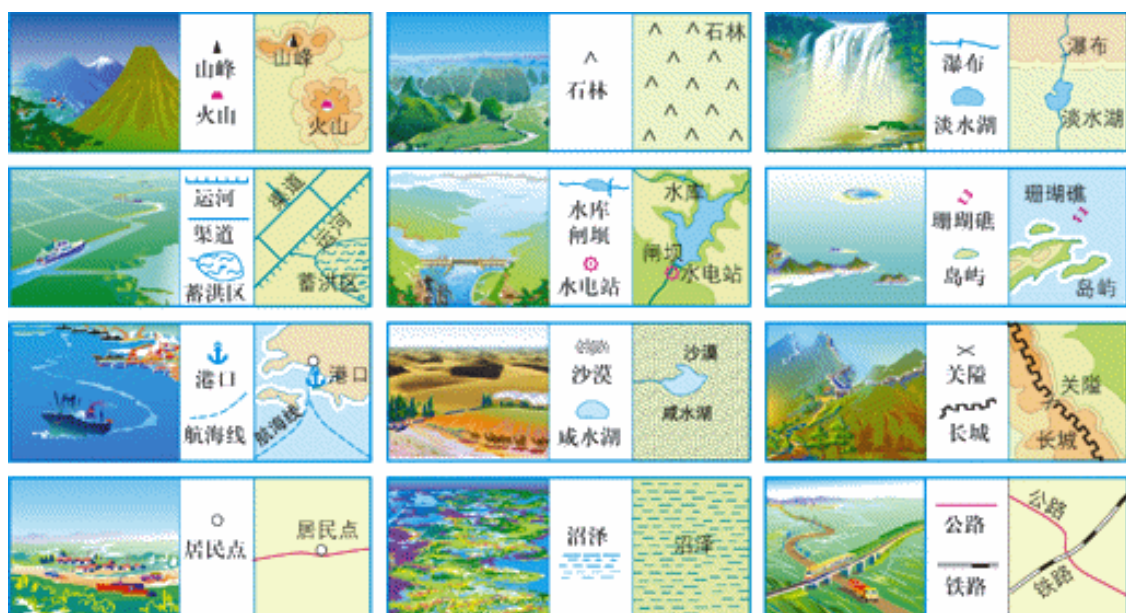 山峰
火山
山峰
火山
石林
石林
瀑布
淡水湖
瀑布
淡水湖
运河
渠道
蓄洪区
渠道
运河
蓄洪区
水库
闸坝
水电站
水库
闸坝
水电站
珊瑚礁
岛屿
珊瑚礁
岛屿
港口
航海线
港口
航海线
沙漠
咸水湖
沙漠
咸水湖
关隘
长城
关隘
长城
居民点
居民点
沼泽
沼泽
公路
铁路
公路
铁路